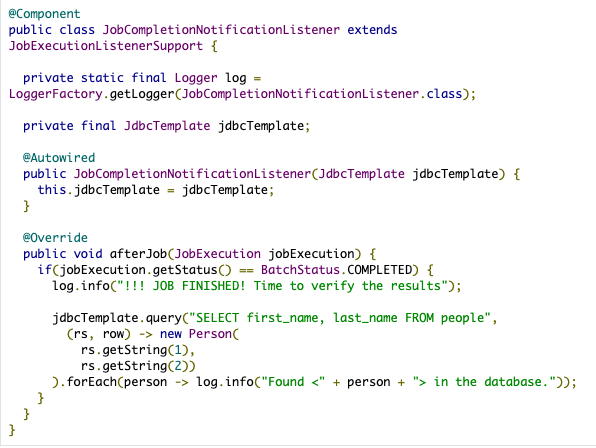 @Component
public class JobCompletionNotificationListener extends
JobExecutionListenerSupport {
private static final Logger log =
LoggerFactory.getLogger(JobCompletionNotificationListener.class);
private final JdbcTemplate jdbcTemplate;
@Autowired
public JobCompletionNotificationListener(JdbcTemplate jdbcTemplate) {
this.jdbcTemplate = jdbcTemplate;
}
@Override
public void afterJob(JobExecution jobExecution) {
if(jobExecution.getStatus() == BatchStatus.COMPLETED) {
log.info("!!! JOB FINISHED! Time to verify the results");
jdbcTemplate.query("SELECT first_name, last_name FROM people",
(rs, row) -> new Person(
rs.getString(1),
rs.getString(2))
).forEach(person -> log.info("Found <" + person + "> in the database."));
}
}
}